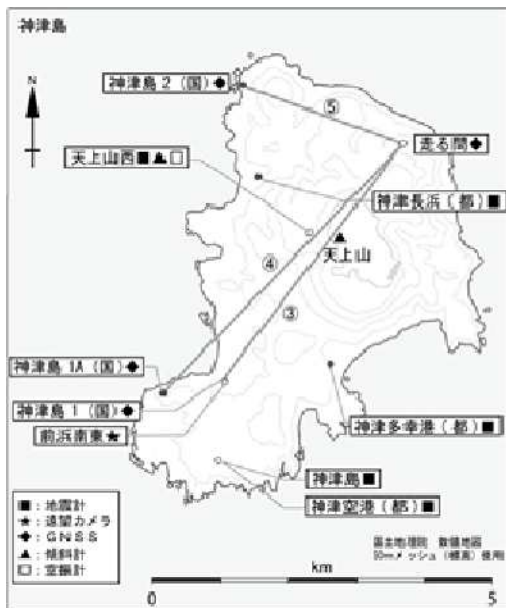 神津島
N
神津島2(国)◆
⑤
走る間◆
天上山西■▲□
神津長浜(都)■
天上山
④
③
神津島1A(国)◆
神津島1(国)◆
前浜南東★
神津多幸港(都)■
神津島■
神津空港(都)■
■:地震計
★:遠望カメラ
◆:GNSS
▲:傾斜計
□:空振計
国土地理院 数値地図
50mメッシュ(標高)使用
km
0 5